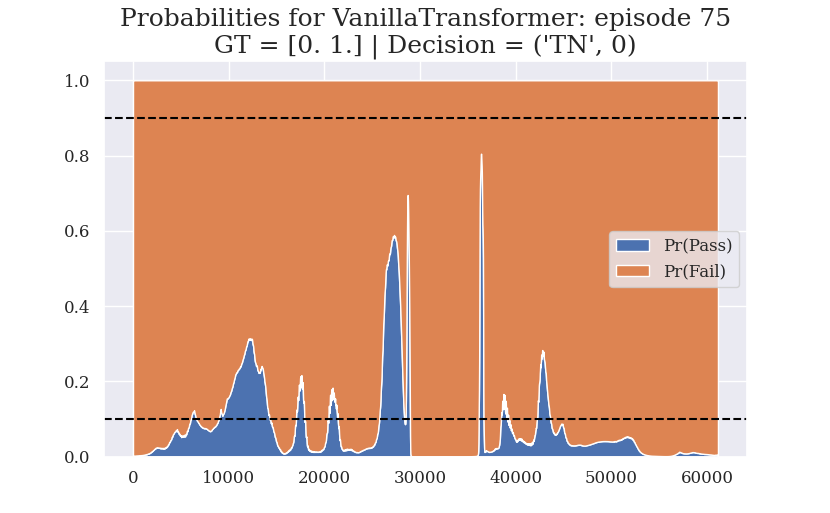 Probabilities for VanillaTransformer: episode 75
GT = [0. 1.] | Decision = ('TN', 0)
1.0
0.8
0.6
0.4
0.2
0.0
Pr(Pass)
Pr(Fail)
0 10000 20000 30000 40000 50000 60000